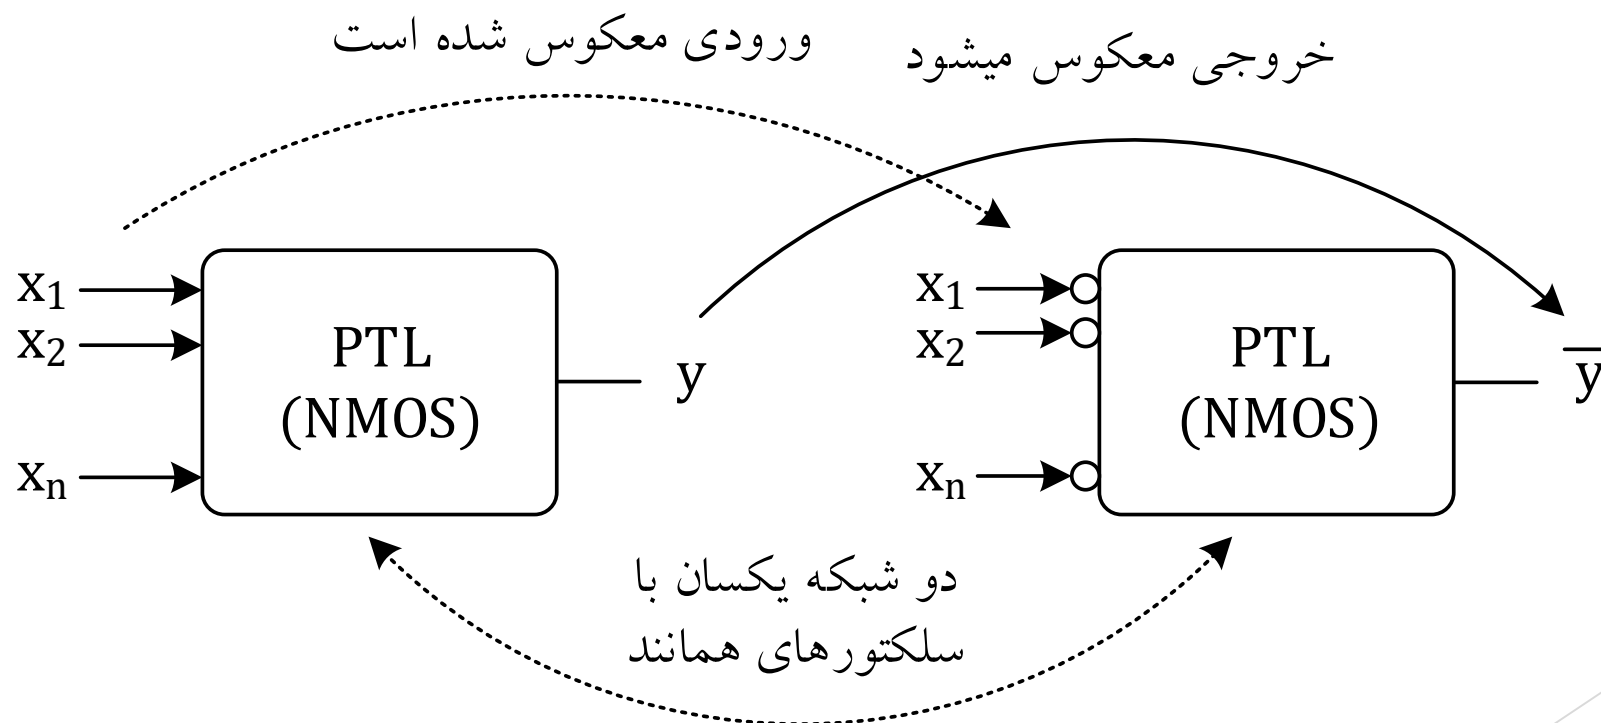 ورودی معکوس شده است
خروجی معکوس میشود
x₁
x₂
xₙ
PTL
(NMOS)
y
x₁
x₂
xₙ
PTL
(NMOS)
y̅
دو شبکه یکسان با
سلکتورهای همانند